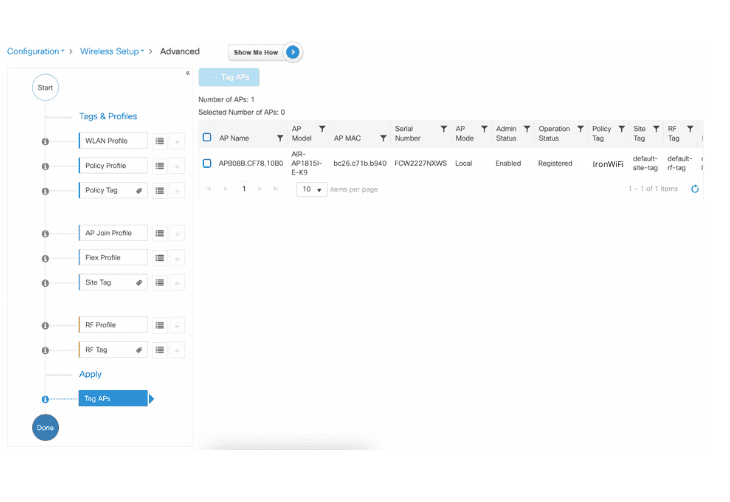 Configuration > Wireless Setup > Advanced Show Me How
Start
Tags & Profiles
WLAN Profile
Policy Profile
Policy Tag
AP Join Profile
Flex Profile
Site Tag
RF Profile
RF Tag
Apply
Tag APs
Done
Tag APs
Number of APs: 1
Selected Number of APs: 0
AP Name AP Model AP MAC Serial Number AP Mode Admin Status Operation Status Policy Tag Site Tag RF Tag
APB08B.CF78.10B0 AIR-AP1815I-E-K9 bc26.c71b.b940 FCW2227NXWS Local Enabled Registered IronWiFi default-site-tag default-rf-tag
1 10 items per page 1 - 1 of 1 items